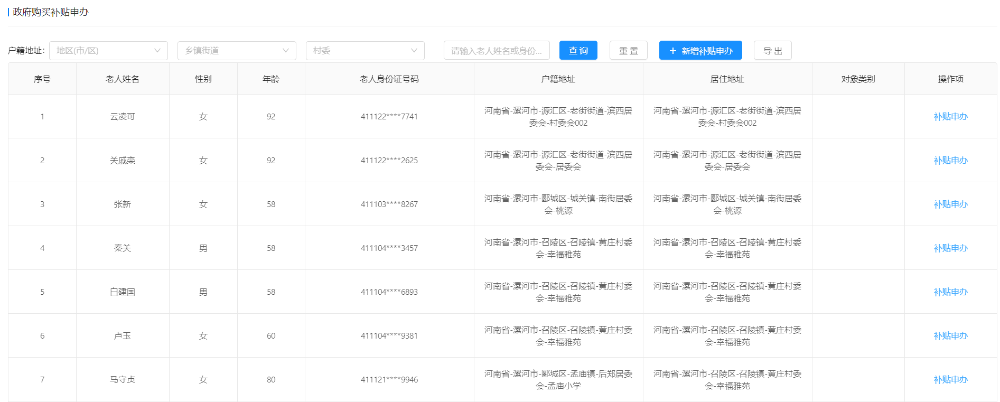 政府购买补贴申办
户籍地址: 地区(市/区) 乡镇街道 村委 请输入老人姓名或身份... 查 询 重 置 + 新增补贴申办 导 出
序号 老人姓名 性别 年龄 老人身份证号码 户籍地址 居住地址 对象类别 操作项
1 云凌可 女 92 411122****7741 河南省-漯河市-源汇区-老街街道-滨西居 河南省-漯河市-源汇区-老街街道-滨西居 补贴申办
委会-村委会002 委会-村委会002
2 关戚栾 女 92 411122****2625 河南省-漯河市-源汇区-老街街道-滨西居 河南省-漯河市-源汇区-老街街道-滨西居 补贴申办
委会-居委会 委会-居委会
3 张新 女 58 411103****8267 河南省-漯河市-郾城区-城关镇-南街居委 河南省-漯河市-郾城区-城关镇-南街居委 补贴申办
会-桃源 会-桃源
4 秦关 男 58 411104****3457 河南省-漯河市-召陵区-召陵镇-黄庄村委 河南省-漯河市-召陵区-召陵镇-黄庄村委 补贴申办
会-幸福雅苑 会-幸福雅苑
5 白建国 男 58 411104****6893 河南省-漯河市-召陵区-召陵镇-黄庄村委 河南省-漯河市-召陵区-召陵镇-黄庄村委 补贴申办
会-幸福雅苑 会-幸福雅苑
6 卢玉 女 60 411104****9381 河南省-漯河市-召陵区-召陵镇-黄庄村委 河南省-漯河市-召陵区-召陵镇-黄庄村委 补贴申办
会-幸福雅苑 会-幸福雅苑
7 马守贞 女 80 411121****9946 河南省-漯河市-郾城区-孟庙镇-后郑居委 河南省-漯河市-召陵区-召陵镇-黄庄村委 补贴申办
会-孟庙小学 会-幸福雅苑